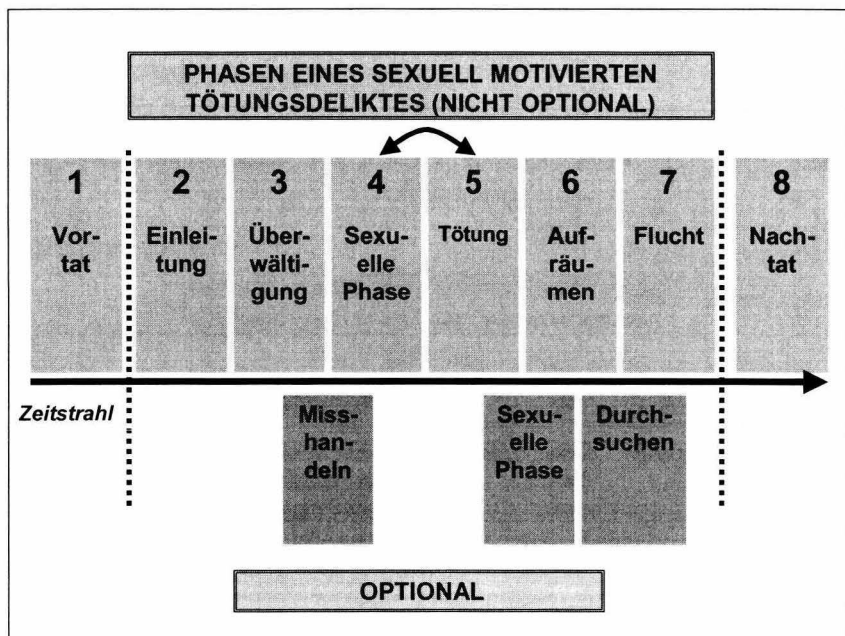 PHASEN EINES SEXUELL MOTIVIERTEN
TÖTUNGSDELIKTES (NICHT OPTIONAL)
1
Vor-
tat
2
Einlei-
tung
3
Über-
wälti-
gung
4
Sexu-
elle
Phase
5
Tötung
6
Auf-
räu-
men
7
Flucht
8
Nach-
tat
Zeitstrahl
Miss-
han-
deln
Sexu-
elle
Phase
Durch-
suchen
OPTIONAL